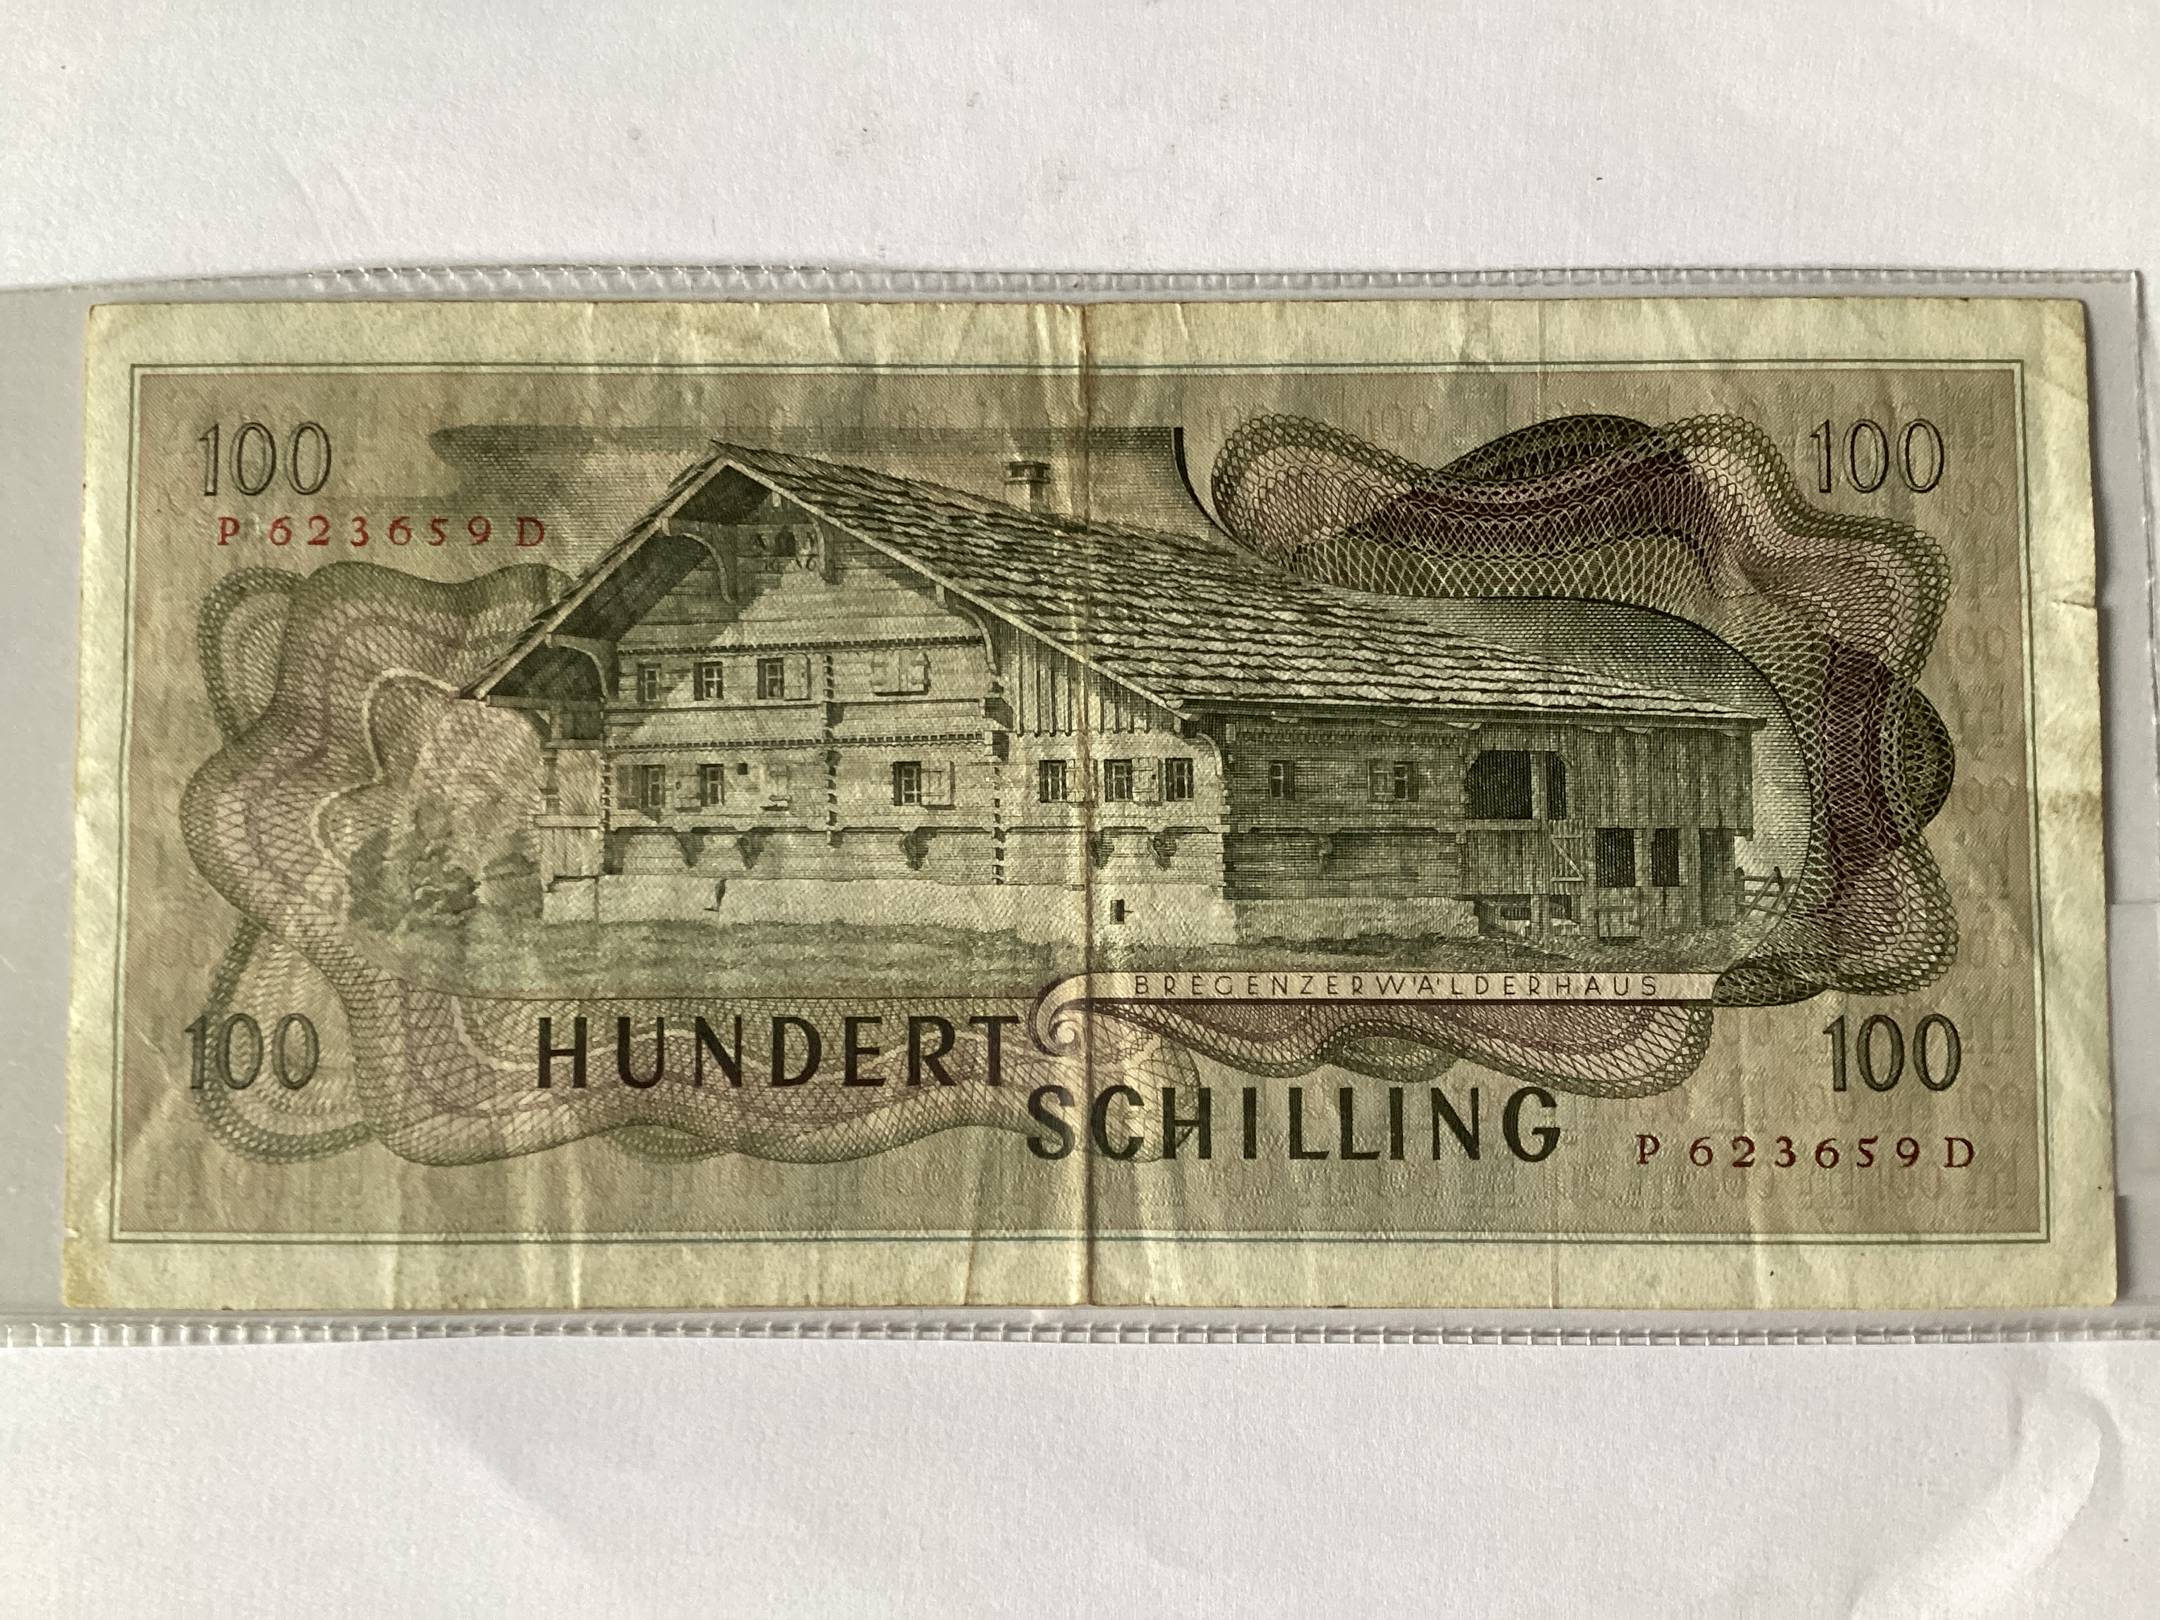 100
100
P 623659 D
BREGENZERWÄLDERHAUS
100
HUNDERT
100
SCHILLING
P 623659 D